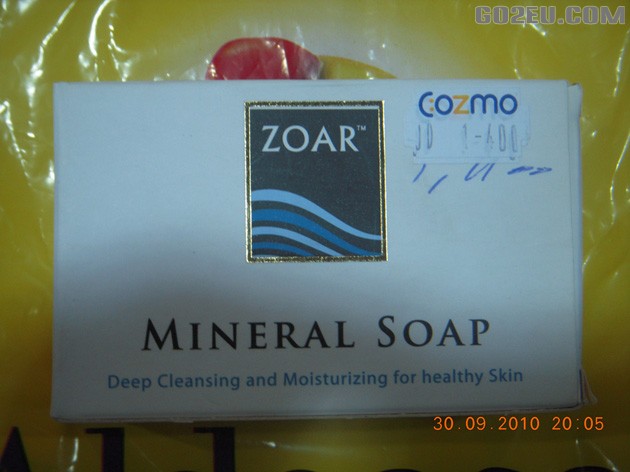 GO2EU.COM
COZMO
ZOAR™
JD 1-400
MINERAL SOAP
Deep Cleansing and Moisturizing for healthy Skin
30.09.2010 20:05